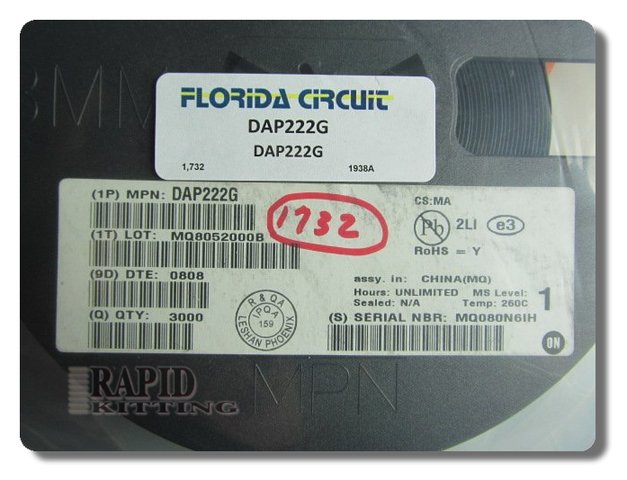 8MM
FLORIDA CIRCUIT
DAP222G
DAP222G
1,732 1938A
(1P) MPN: DAP222G
1732
CS:MA
Pb 2LI e3
RoHS = Y
(1T) LOT: MQ8052000B
(9D) DTE: 0808
assy. in: CHINA(MQ)
Hours: UNLIMITED MS Level: 1
Sealed: N/A Temp: 260C
(Q) QTY: 3000
R & QA
IPQA
159
LESHAN PHOENIX
(S) SERIAL NBR: MQ080N6IH
ON
RAPID
KITTING
MPN